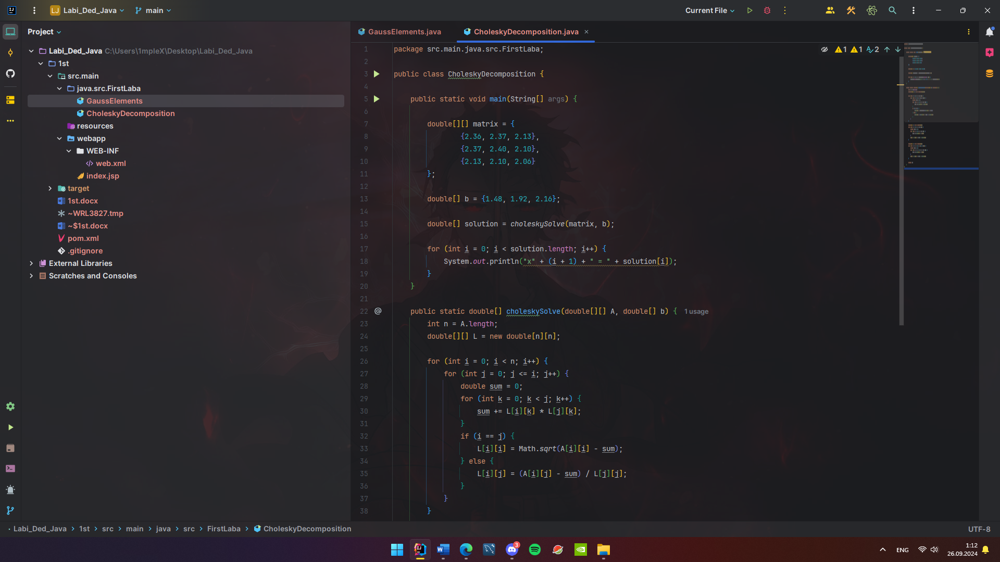 LJ Labi_Ded_Java main Current File
Project
Labi_Ded_Java C:\Users\1mpleX\Desktop\Labi_Ded_Java
1st
src.main
java.src.FirstLaba
GaussElements
CholeskyDecomposition
resources
webapp
WEB-INF
web.xml
index.jsp
target
1st.docx
~WRL3827.tmp
~$1st.docx
pom.xml
.gitignore
External Libraries
Scratches and Consoles
GaussElements.java CholeskyDecomposition.java
1 package src.main.java.src.FirstLaba; 1 1 2
2
3 public class CholeskyDecomposition {
4
5 public static void main(String[] args) {
6
7 double[][] matrix = {
8 {2.36, 2.37, 2.13},
9 {2.37, 2.40, 2.10},
10 {2.13, 2.10, 2.06}
11 };
12
13 double[] b = {1.48, 1.92, 2.16};
14
15 double[] solution = choleskySolve(matrix, b);
16
17 for (int i = 0; i < solution.length; i++) {
18 System.out.println("x" + (i + 1) + " = " + solution[i]);
19 }
20 }
21
22 @ public static double[] choleskySolve(double[][] A, double[] b) { 1 usage
23 int n = A.length;
24 double[][] L = new double[n][n];
25
26 for (int i = 0; i < n; i++) {
27 for (int j = 0; j <= i; j++) {
28 double sum = 0;
29 for (int k = 0; k < j; k++) {
30 sum += L[i][k] * L[j][k];
31 }
32 if (i == j) {
33 L[i][i] = Math.sqrt(A[i][i] - sum);
34 } else {
35 L[i][j] = (A[i][j] - sum) / L[j][j];
36 }
37 }
38 }
Labi_Ded_Java > 1st > src > main > java > src > FirstLaba > CholeskyDecomposition UTF-8
3
ENG
1:12
26.09.2024